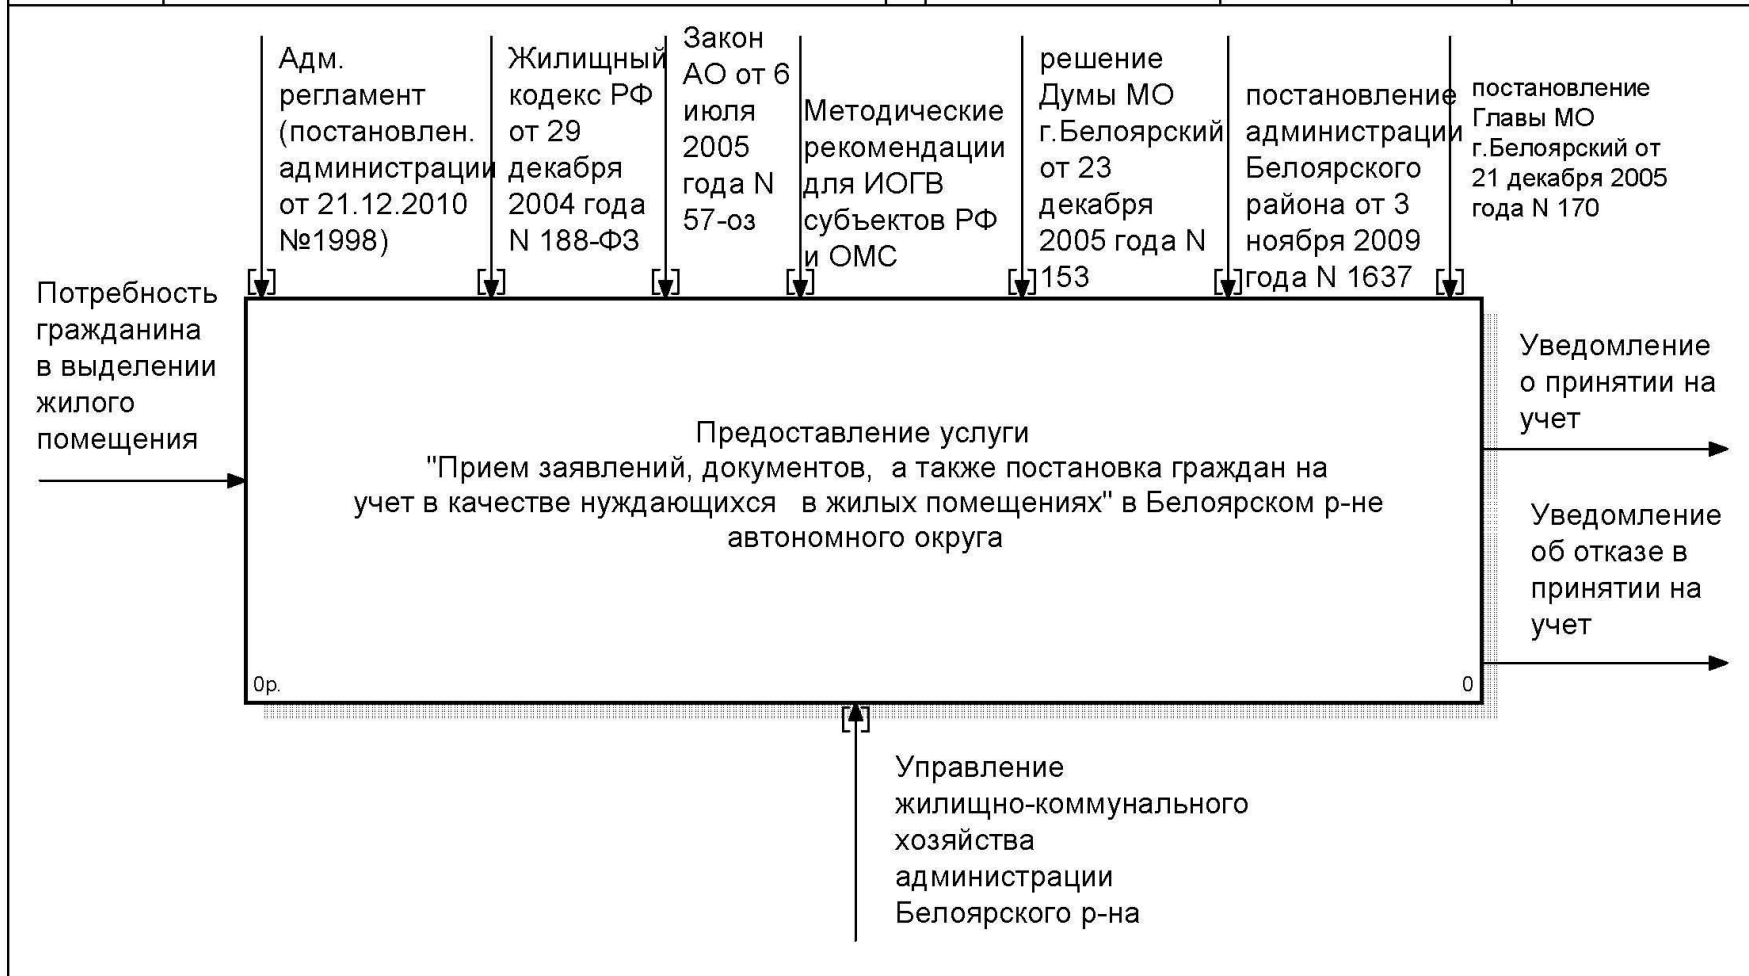 Адм.
регламент
(постановлен.
администрации
от 21.12.2010
№1998)
Жилищный
кодекс РФ
от 29
декабря
2004 года
N 188-ФЗ
Закон
АО от 6
июля
2005
года N
57-оз
Методические
рекомендации
для ИОГВ
субъектов РФ
и ОМС
решение
Думы МО
г.Белоярский
от 23
декабря
2005 года N
153
постановление
администрации
Белоярского
района от 3
ноября 2009
года N 1637
постановление
Главы МО
г.Белоярский от
21 декабря 2005
года N 170
Потребность
гражданина
в выделении
жилого
помещения
Предоставление услуги
"Прием заявлений, документов, а также постановка граждан на
учет в качестве нуждающихся в жилых помещениях" в Белоярском р-не
автономного округа
0р.
0
Уведомление
о принятии на
учет
Уведомление
об отказе в
принятии на
учет
Управление
жилищно-коммунального
хозяйства
администрации
Белоярского р-на